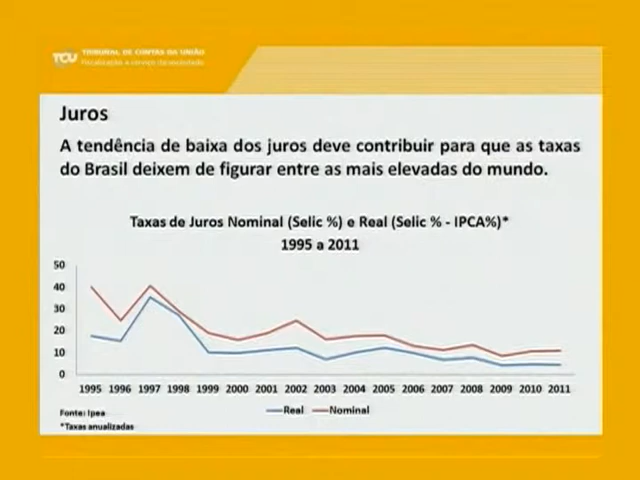 TCU TRIBUNAL DE CONTAS DA UNIÃO
Fiscalização a serviço da sociedade
Juros
A tendência de baixa dos juros deve contribuir para que as taxas
do Brasil deixem de figurar entre as mais elevadas do mundo.
Taxas de Juros Nominal (Selic %) e Real (Selic % - IPCA%)*
1995 a 2011
50
40
30
20
10
0
1995 1996 1997 1998 1999 2000 2001 2002 2003 2004 2005 2006 2007 2008 2009 2010 2011
Real Nominal
Fonte: Ipea
*Taxas anualizadas